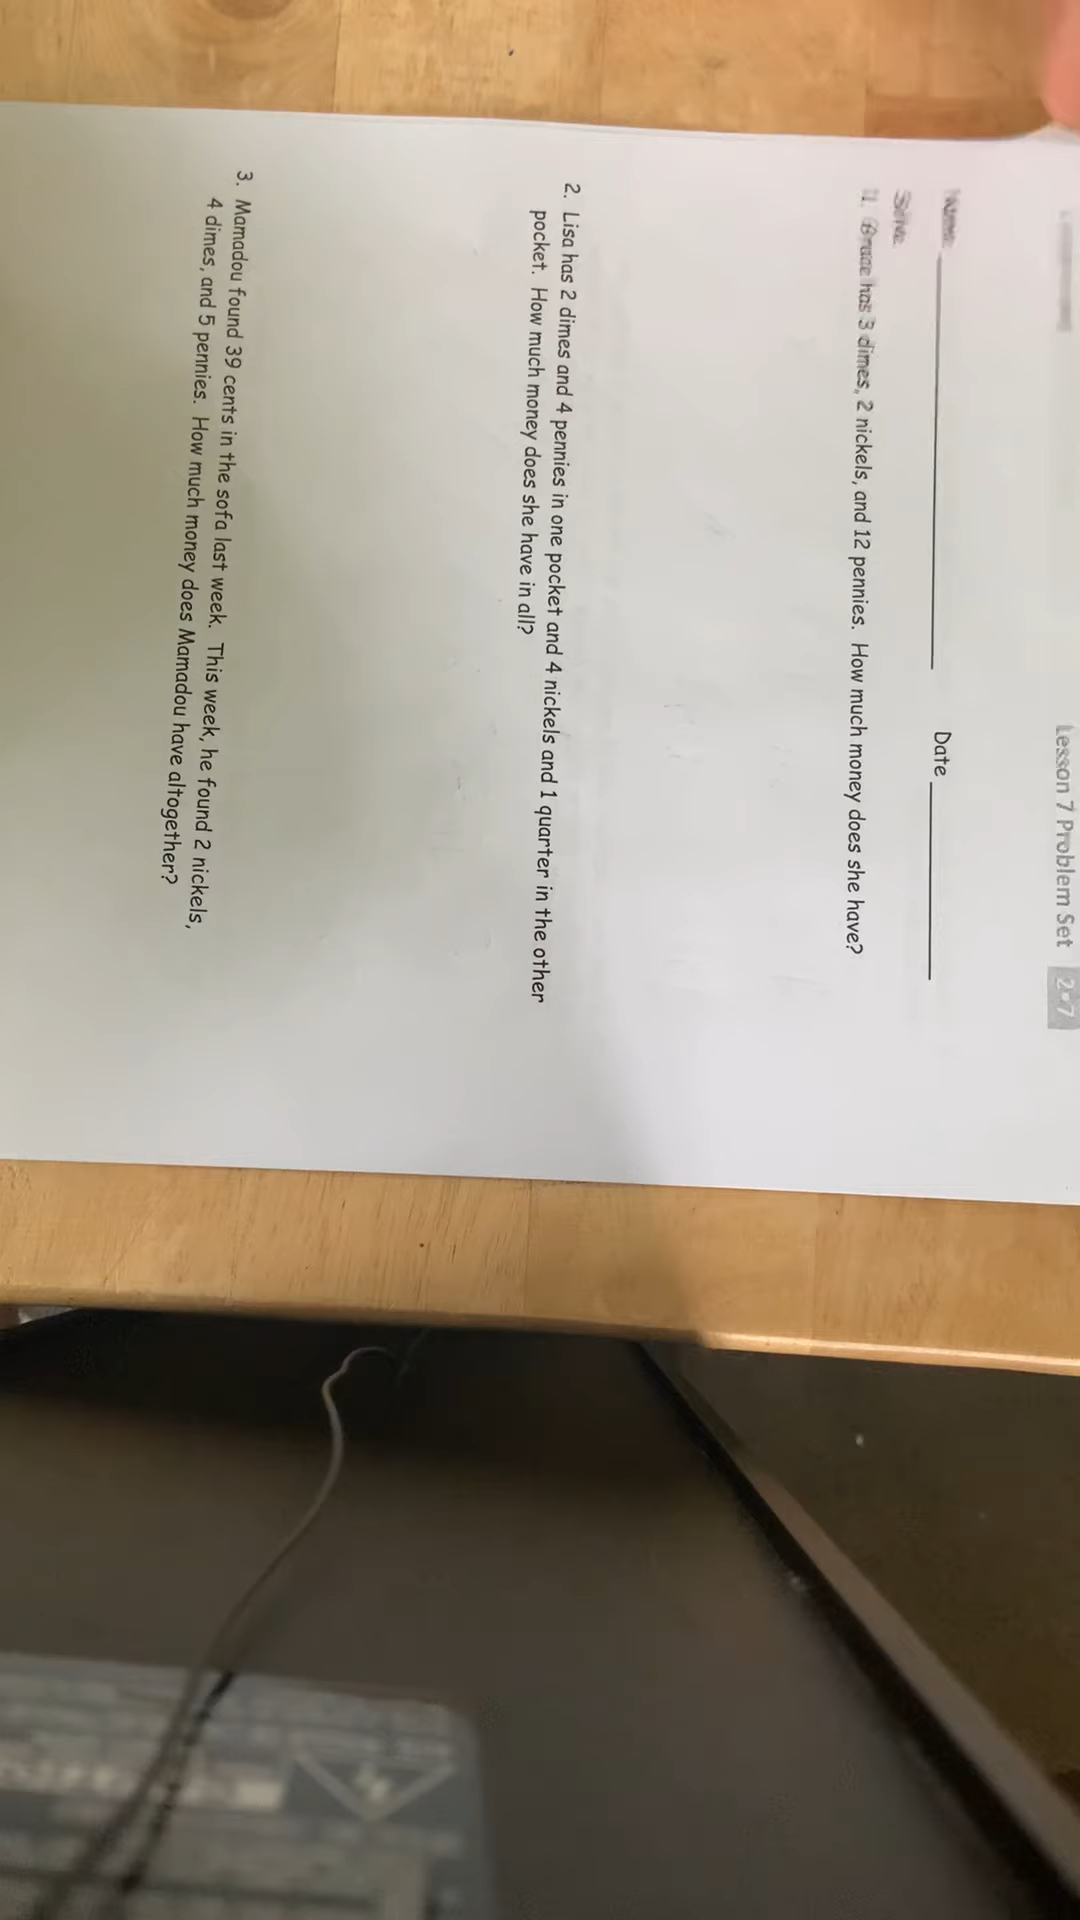 Lesson 7 Problem Set 2•7
Name Date
Solve.
1. Grace has 3 dimes, 2 nickels, and 12 pennies. How much money does she have?
2. Lisa has 2 dimes and 4 pennies in one pocket and 4 nickels and 1 quarter in the other
pocket. How much money does she have in all?
3. Mamadou found 39 cents in the sofa last week. This week, he found 2 nickels,
4 dimes, and 5 pennies. How much money does Mamadou have altogether?